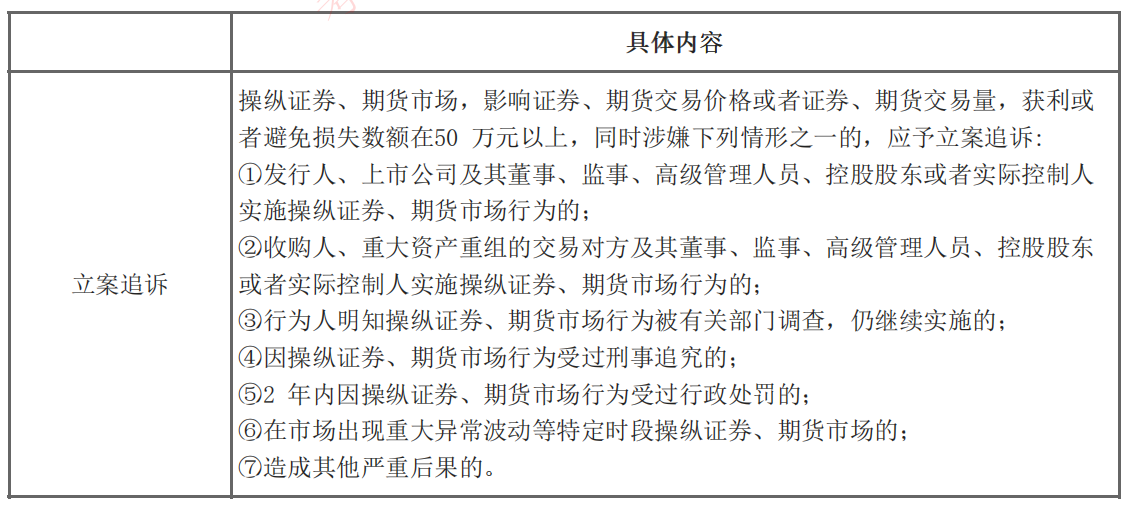 具体内容
立案追诉
操纵证券、期货市场，影响证券、期货交易价格或者证券、期货交易量，获利或
者避免损失数额在50 万元以上，同时涉嫌下列情形之一的，应予立案追诉：
①发行人、上市公司及其董事、监事、高级管理人员、控股股东或者实际控制人
实施操纵证券、期货市场行为的；
②收购人、重大资产重组的交易对方及其董事、监事、高级管理人员、控股股东
或者实际控制人实施操纵证券、期货市场行为的；
③行为人明知操纵证券、期货市场行为被有关部门调查，仍继续实施的；
④因操纵证券、期货市场行为受过刑事追究的；
⑤2 年内因操纵证券、期货市场行为受过行政处罚的；
⑥在市场出现重大异常波动等特定时段操纵证券、期货市场的；
⑦造成其他严重后果的。